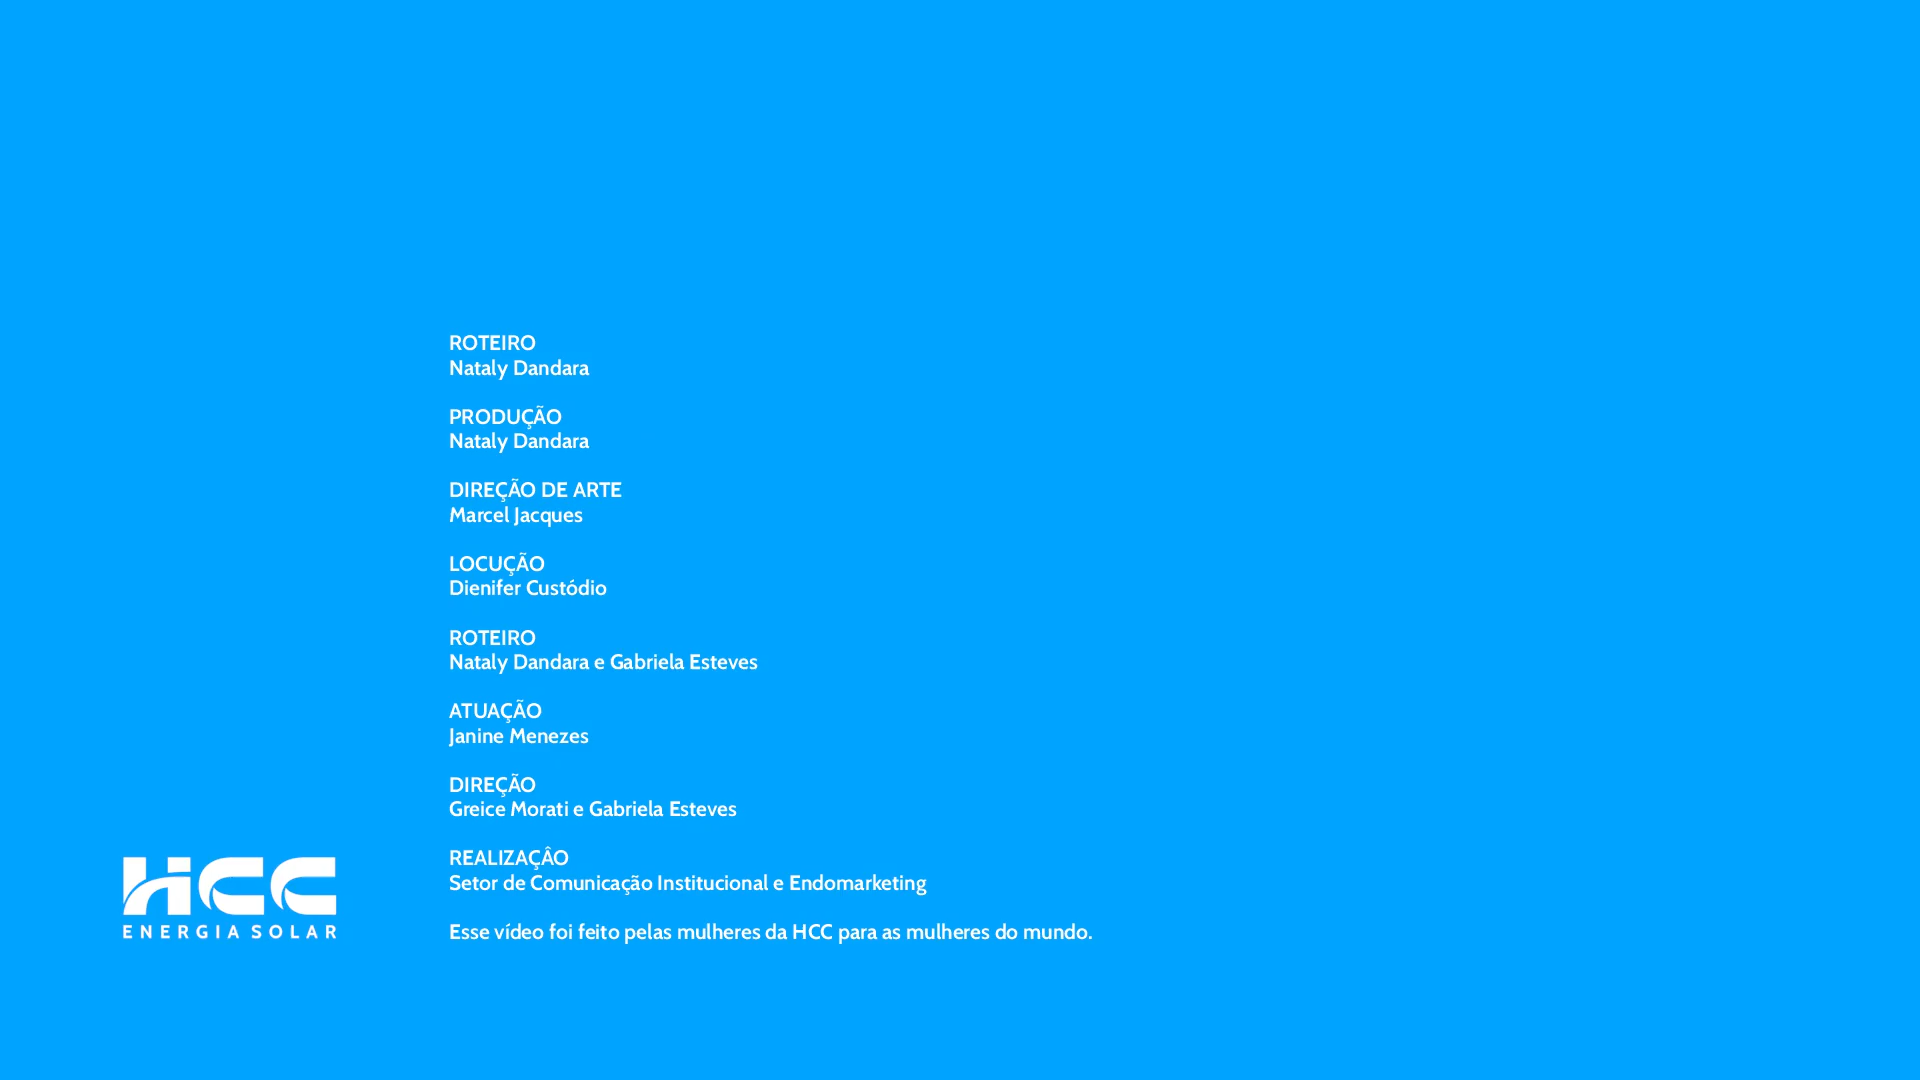 ROTEIRO
Nataly Dandara
PRODUÇÃO
Nataly Dandara
DIREÇÃO DE ARTE
Marcel Jacques
LOCUÇÃO
Dienifer Custódio
ROTEIRO
Nataly Dandara e Gabriela Esteves
ATUAÇÃO
Janine Menezes
DIREÇÃO
Greice Morati e Gabriela Esteves
REALIZAÇÂO
Setor de Comunicação Institucional e Endomarketing
Esse vídeo foi feito pelas mulheres da HCC para as mulheres do mundo.
HCC
ENERGIA SOLAR